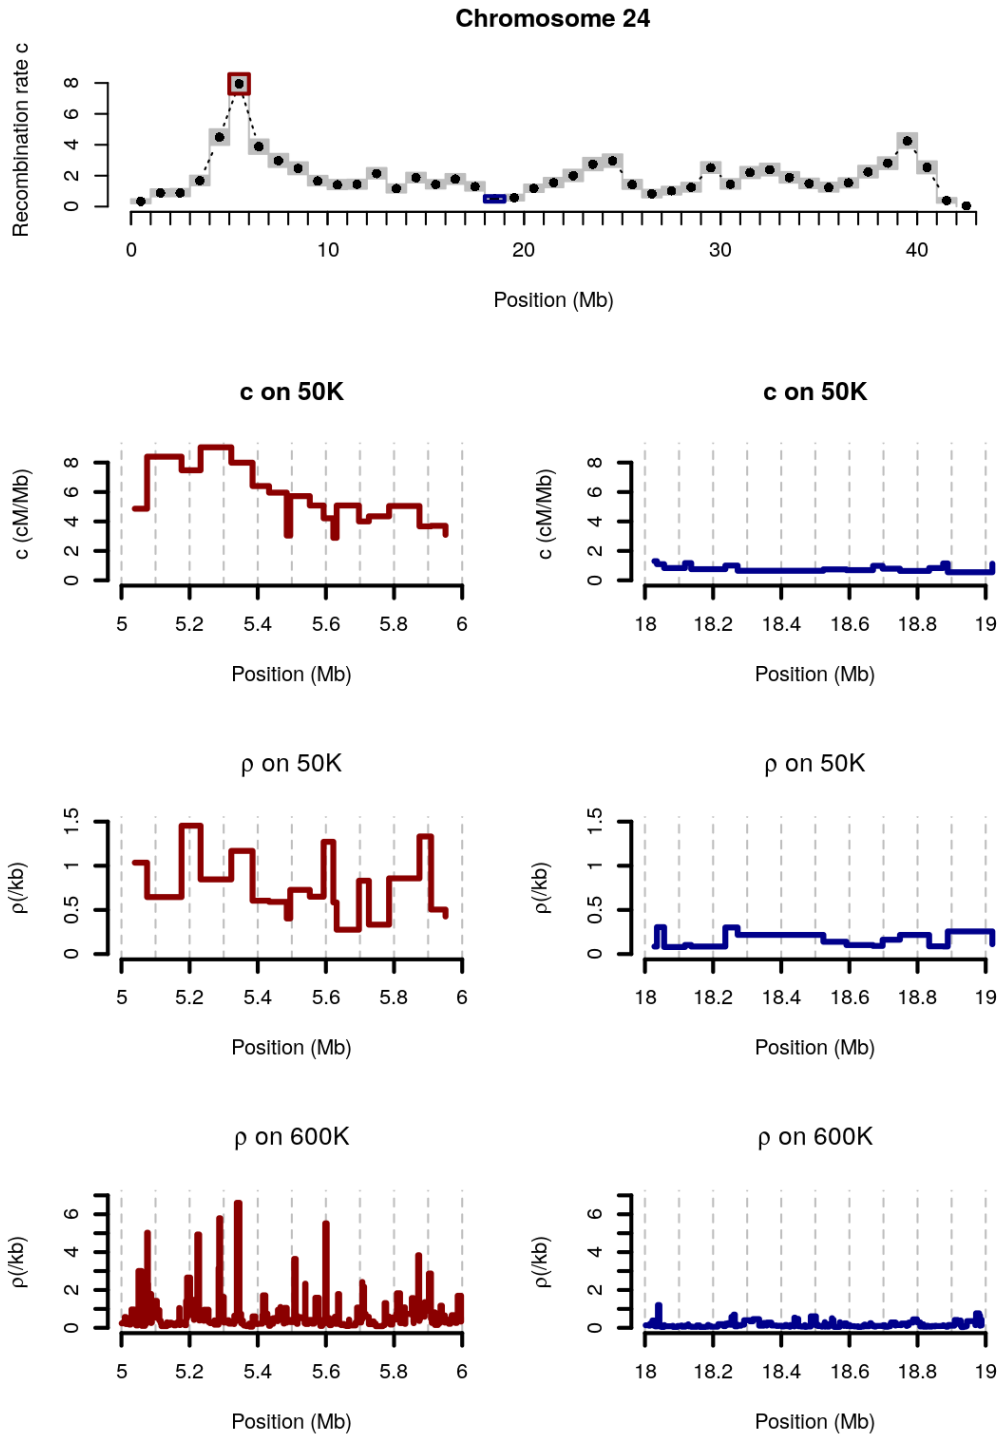 Chromosome 24
Recombination rate c
0 2 4 6 8
0 10 20 30 40
Position (Mb)
c on 50K
c (cM/Mb)
0 2 4 6 8
5 5.2 5.4 5.6 5.8 6
Position (Mb)
c on 50K
c (cM/Mb)
0 2 4 6 8
18 18.2 18.4 18.6 18.8 19
Position (Mb)
ρ on 50K
ρ(/kb)
0 0.5 1 1.5
5 5.2 5.4 5.6 5.8 6
Position (Mb)
ρ on 50K
ρ(/kb)
0 0.5 1 1.5
18 18.2 18.4 18.6 18.8 19
Position (Mb)
ρ on 600K
ρ(/kb)
0 2 4 6
5 5.2 5.4 5.6 5.8 6
Position (Mb)
ρ on 600K
ρ(/kb)
0 2 4 6
18 18.2 18.4 18.6 18.8 19
Position (Mb)